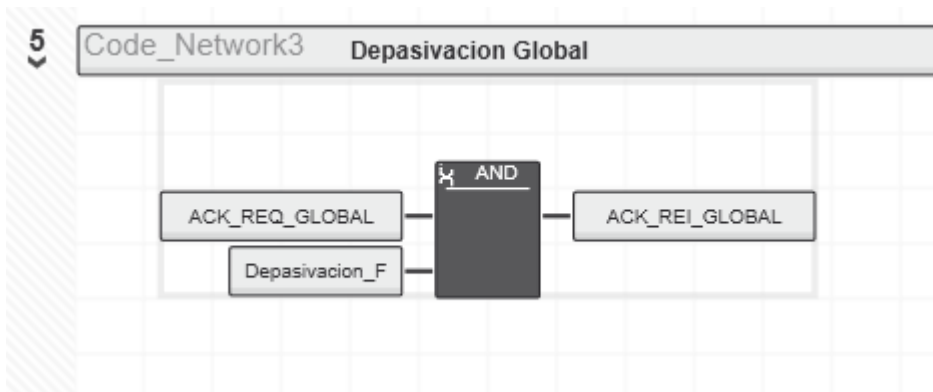 5
Code_Network3 Depasivacion Global
AND
ACK_REQ_GLOBAL
ACK_REI_GLOBAL
Depasivacion_F